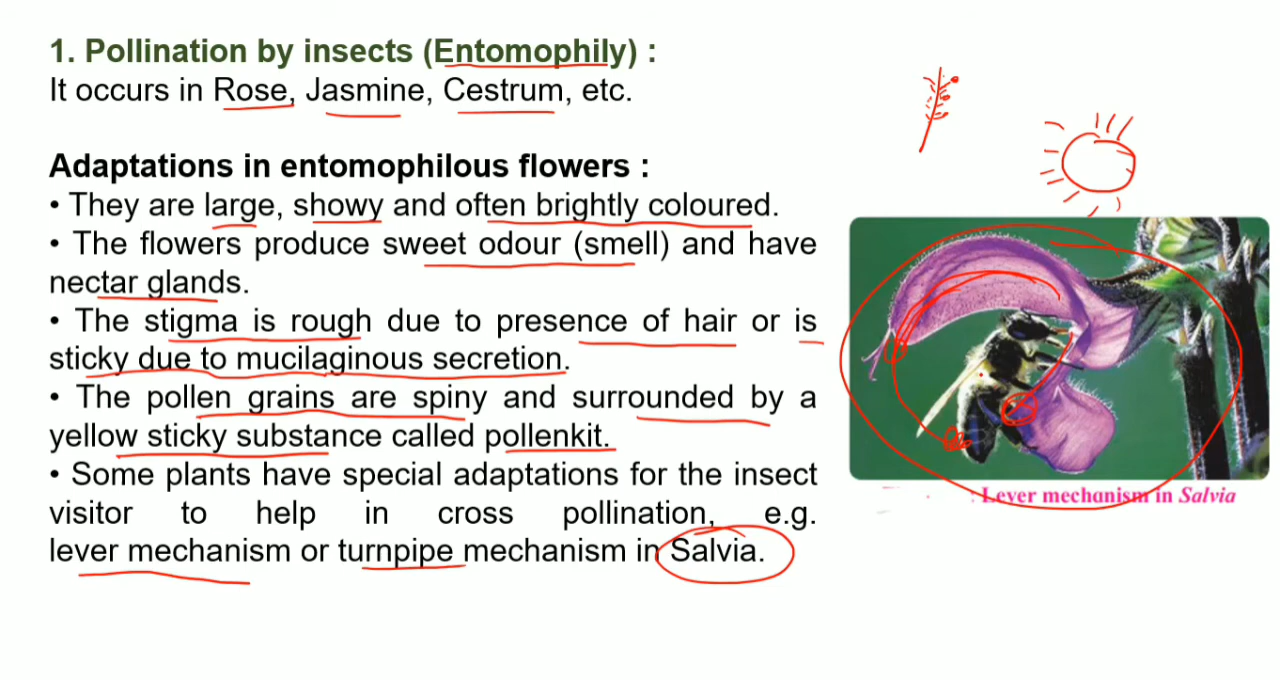 1. Pollination by insects (Entomophily) :
It occurs in Rose, Jasmine, Cestrum, etc.
Adaptations in entomophilous flowers :
• They are large, showy and often brightly coloured.
• The flowers produce sweet odour (smell) and have
nectar glands.
• The stigma is rough due to presence of hair or is
sticky due to mucilaginous secretion.
• The pollen grains are spiny and surrounded by a
yellow sticky substance called pollenkit.
• Some plants have special adaptations for the insect
visitor to help in cross pollination, e.g.
lever mechanism or turnpipe mechanism in Salvia.
: Lever mechanism in Salvia